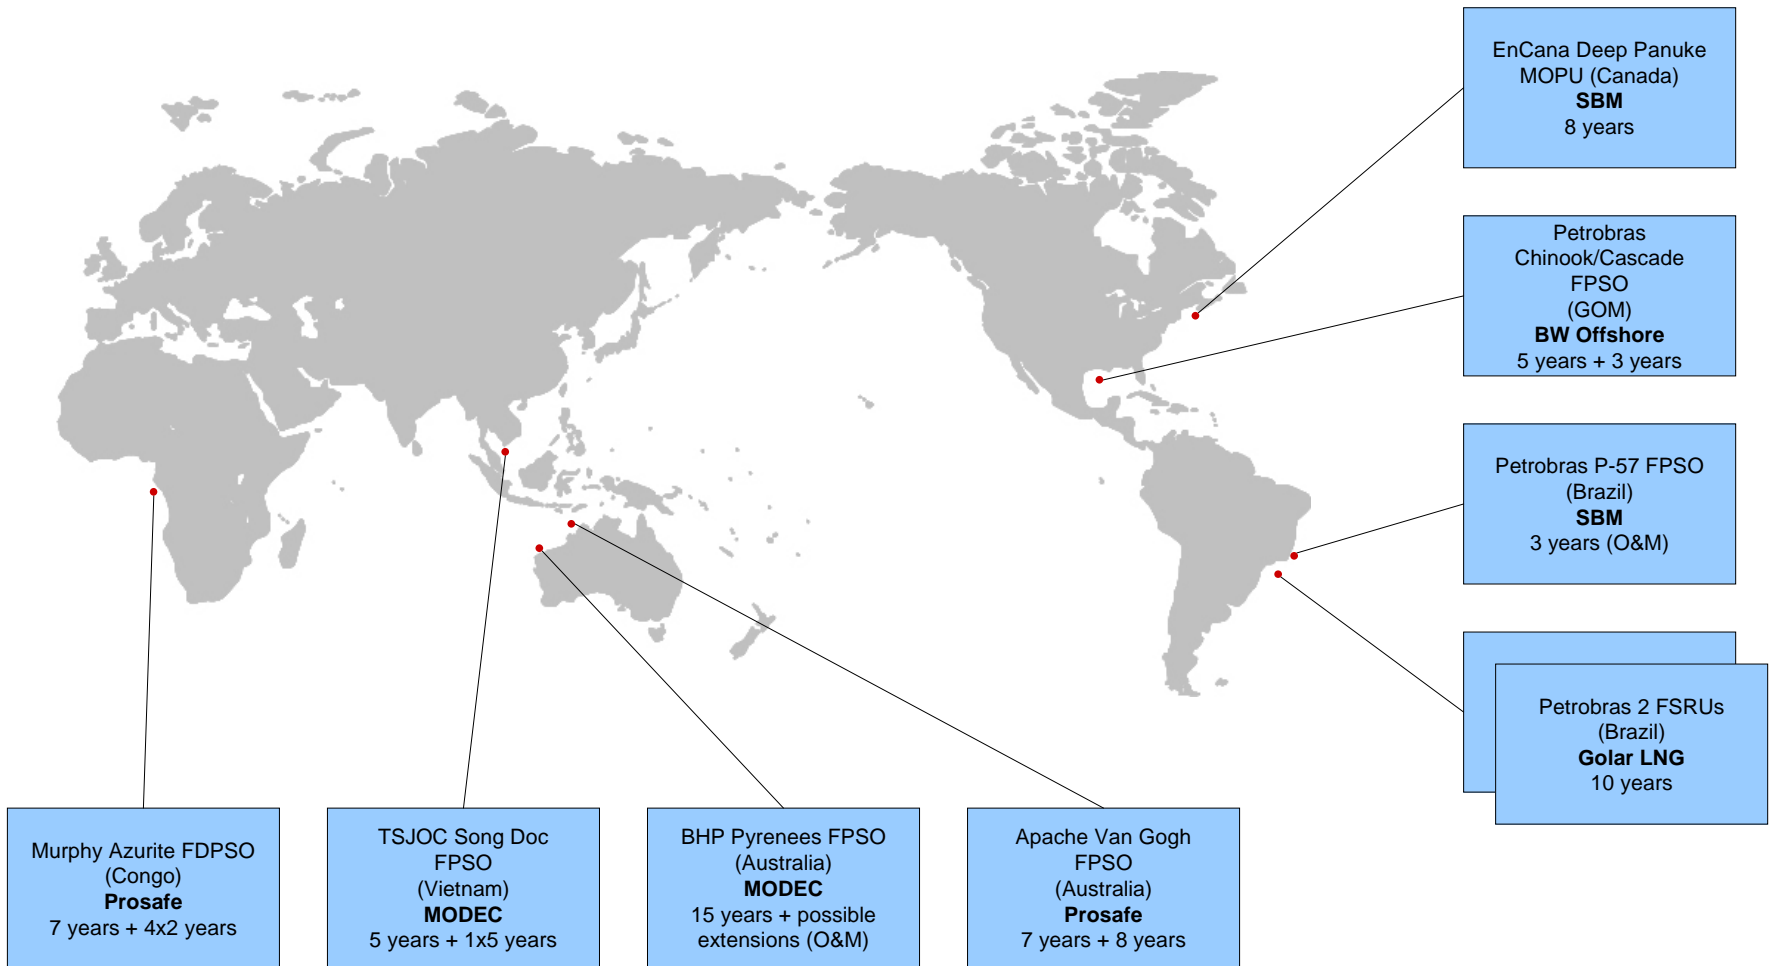 EnCana Deep Panuke
MOPU (Canada)
SBM
8 years
Petrobras
Chinook/Cascade
FPSO
(GOM)
BW Offshore
5 years + 3 years
Petrobras P-57 FPSO
(Brazil)
SBM
3 years (O&M)
Petrobras 2 FSRUs
(Brazil)
Golar LNG
10 years
Murphy Azurite FDPSO
(Congo)
Prosafe
7 years + 4x2 years
TSJOC Song Doc
FPSO
(Vietnam)
MODEC
5 years + 1x5 years
BHP Pyrenees FPSO
(Australia)
MODEC
15 years + possible
extensions (O&M)
Apache Van Gogh
FPSO
(Australia)
Prosafe
7 years + 8 years